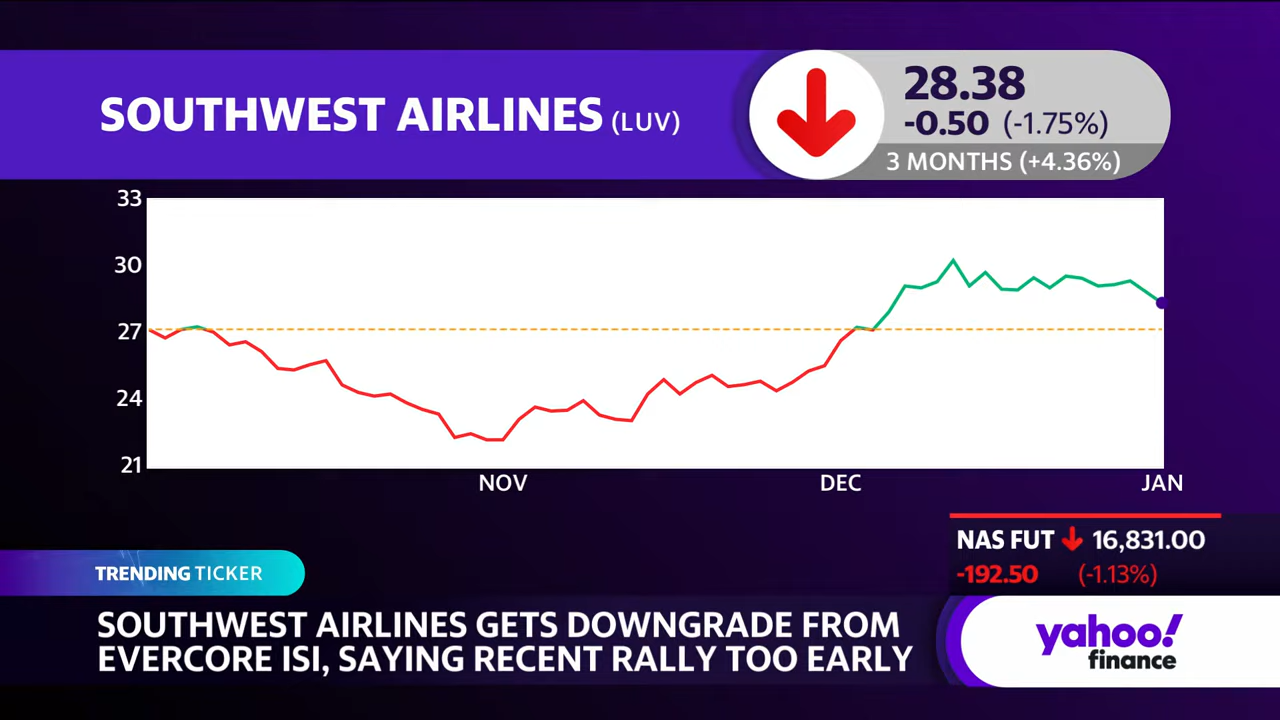 SOUTHWEST AIRLINES (LUV)
28.38
-0.50 (-1.75%)
3 MONTHS (+4.36%)
33
30
27
24
21
NOV DEC JAN
NAS FUT 16,831.00
-192.50 (-1.13%)
TRENDING TICKER
SOUTHWEST AIRLINES GETS DOWNGRADE FROM
EVERCORE ISI, SAYING RECENT RALLY TOO EARLY
yahoo!
finance